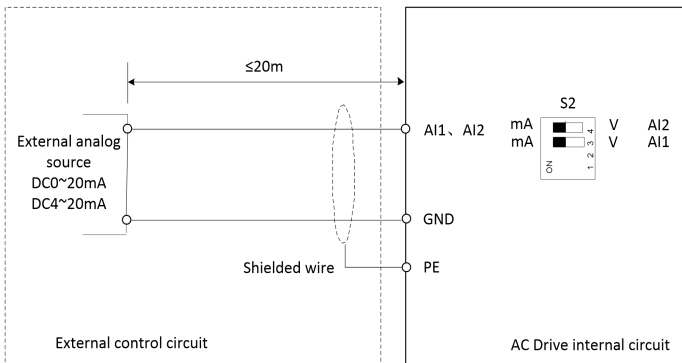 ≤20m
S2
mA
V
AI2
mA
V
AI1
4
3
2
1
ON
AI1、AI2
External analog
source
DC0~20mA
DC4~20mA
GND
Shielded wire
PE
External control circuit
AC Drive internal circuit